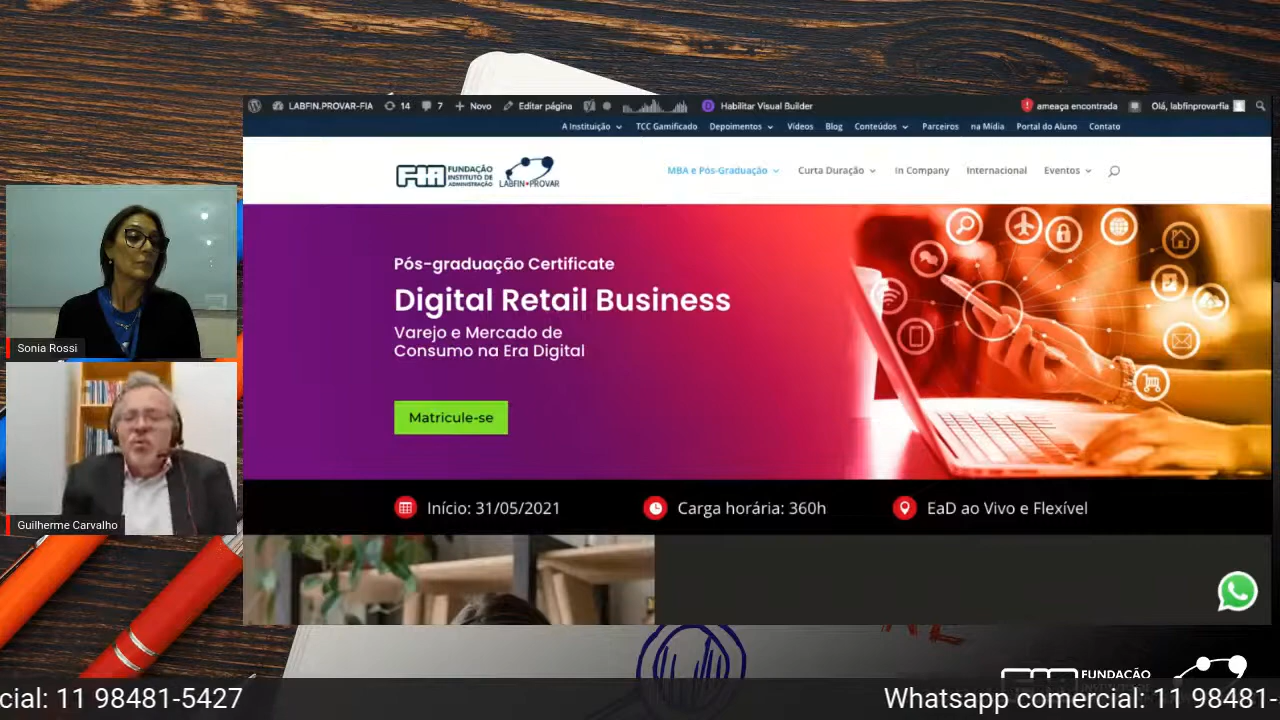 LABFIN.PROVAR-FIA 14 7 Novo Editar página Habilitar Visual Builder ameaça encontrada Olá, labfinprovarfia
A Instituição TCC Gamificado Depoimentos Vídeos Blog Conteúdos Parceiros na Mídia Portal do Aluno Contato
FIA FUNDAÇÃO INSTITUTO DE ADMINISTRAÇÃO LABFIN•PROVAR
MBA e Pós-Graduação Curta Duração In Company Internacional Eventos
Pós-graduação Certificate
Digital Retail Business
Varejo e Mercado de
Consumo na Era Digital
Matricule-se
Início: 31/05/2021 Carga horária: 360h EaD ao Vivo e Flexível
Sonia Rossi
Guilherme Carvalho
FIA FUNDAÇÃO
cial: 11 98481-5427 Whatsapp comercial: 11 98481-